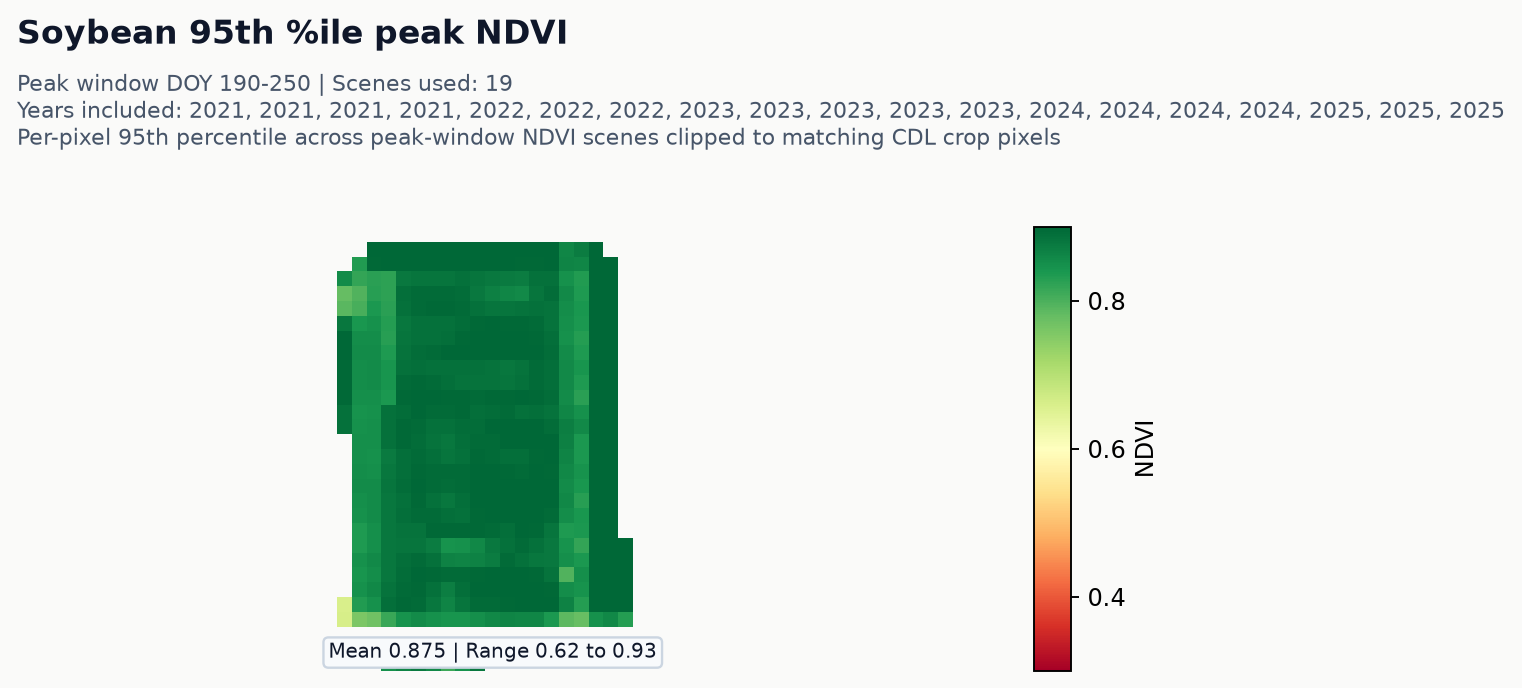 Soybean 95th %ile peak NDVI
Peak window DOY 190-250 | Scenes used: 19
Years included: 2021, 2021, 2021, 2021, 2022, 2022, 2022, 2023, 2023, 2023, 2023, 2023, 2024, 2024, 2024, 2024, 2025, 2025, 2025
Per-pixel 95th percentile across peak-window NDVI scenes clipped to matching CDL crop pixels
0.8
0.6
NDVI
0.4
Mean 0.875 | Range 0.62 to 0.93